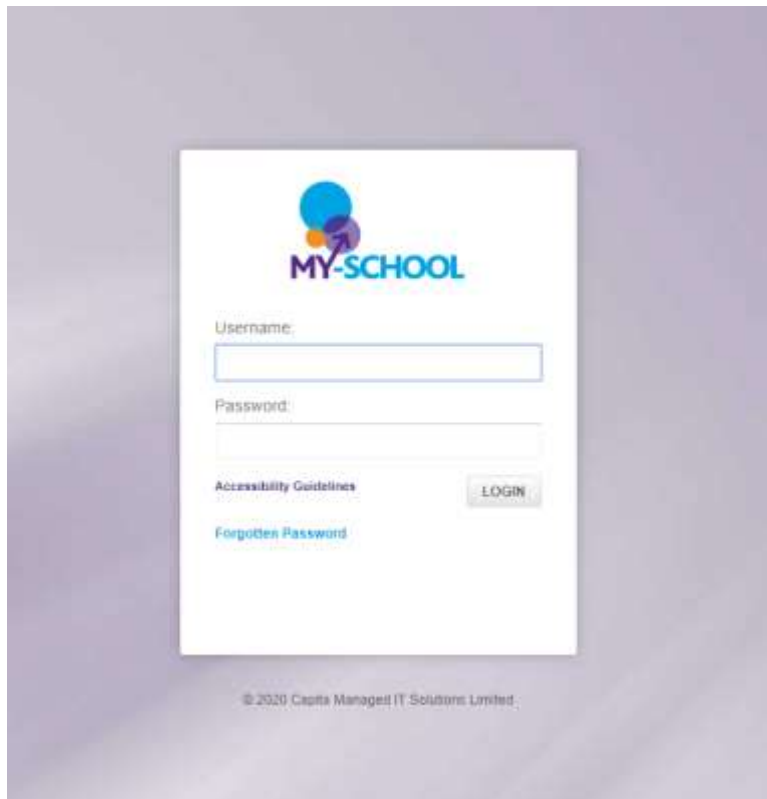 MY-SCHOOL
Username:
Password:
Accessibility Guidelines
LOGIN
Forgotten Password
© 2020 Capita Managed IT Solutions Limited